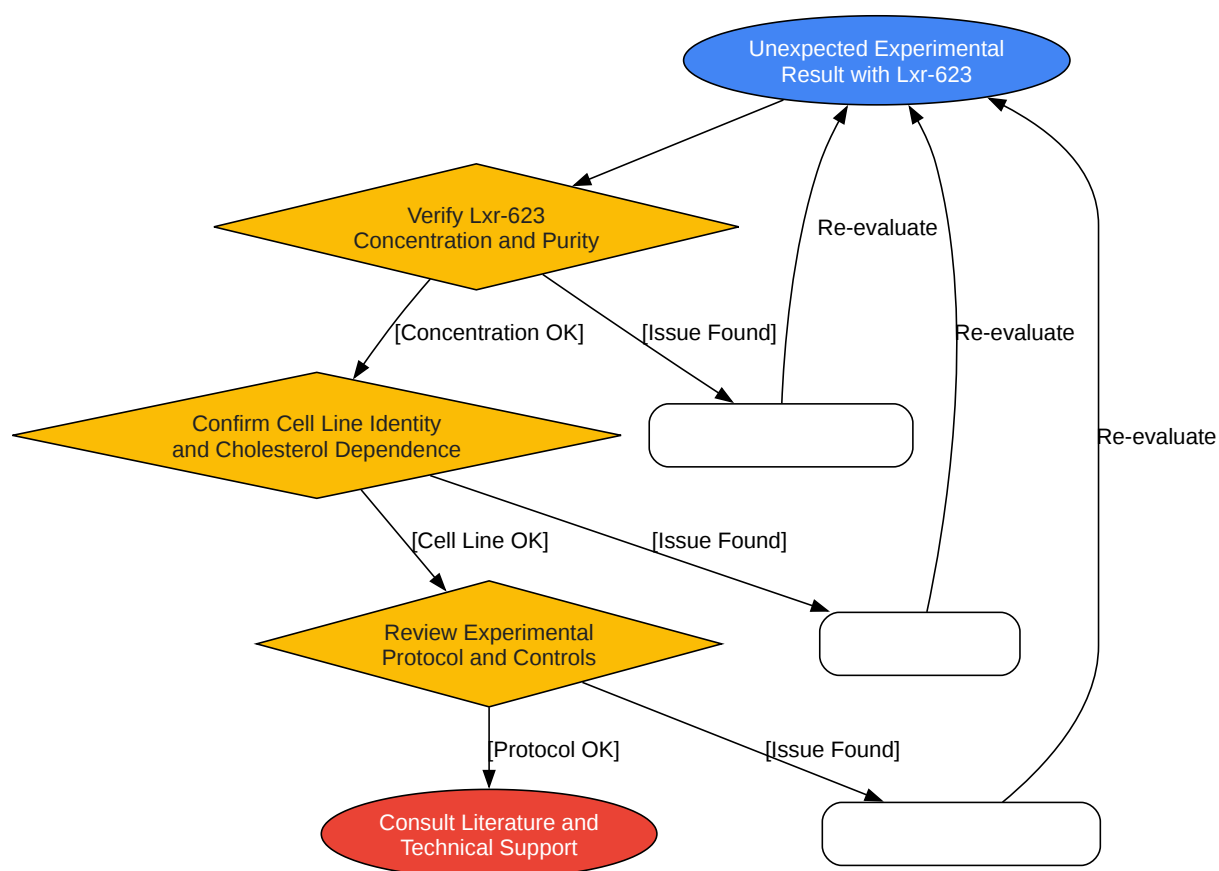 Unexpected Experimental
Result with Lxr-623
Verify Lxr-623
Concentration and Purity
Re-evaluate
[Concentration OK]
[Issue Found]
Re-evaluate
Confirm Cell Line Identity
and Cholesterol Dependence
Re-evaluate
[Cell Line OK]
[Issue Found]
Review Experimental
Protocol and Controls
[Protocol OK]
[Issue Found]
Consult Literature and
Technical Support